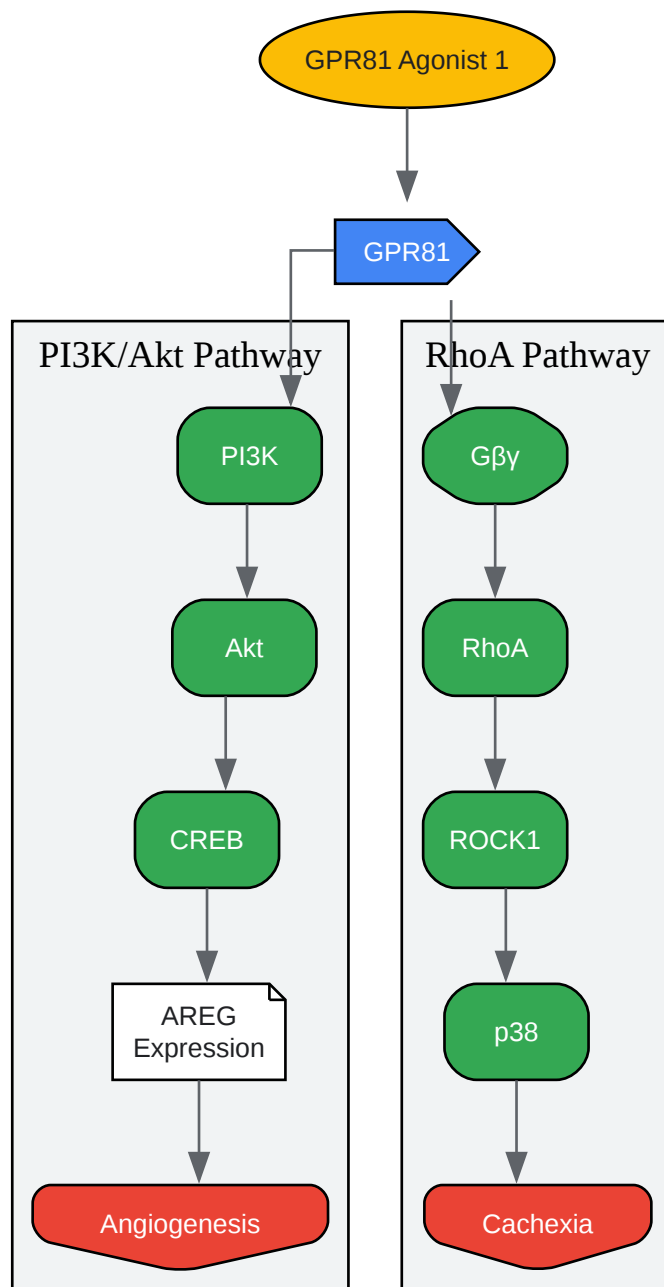 GPR81 Agonist 1
GPR81
PI3K/Akt Pathway
PI3K
Akt
CREB
AREG
Expression
Angiogenesis
RhoA Pathway
Gβγ
RhoA
ROCK1
p38
Cachexia